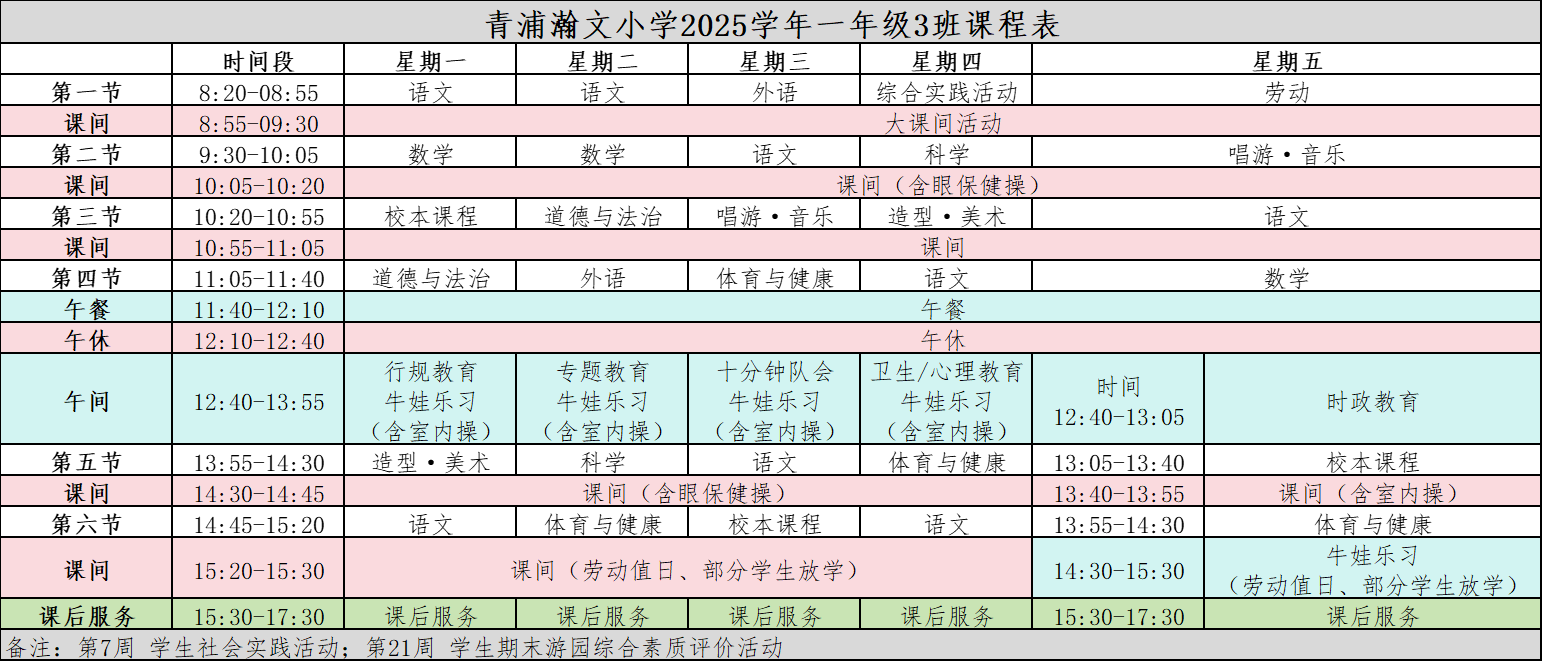 青浦瀚文小学2025学年一年级3班课程表
时间段 星期一 星期二 星期三 星期四 星期五
第一节 8:20-08:55 语文 语文 外语 综合实践活动 劳动
课间 8:55-09:30 大课间活动
第二节 9:30-10:05 数学 数学 语文 科学 唱游·音乐
课间 10:05-10:20 课间（含眼保健操）
第三节 10:20-10:55 校本课程 道德与法治 唱游·音乐 造型·美术 语文
课间 10:55-11:05 课间
第四节 11:05-11:40 道德与法治 外语 体育与健康 语文 数学
午餐 11:40-12:10 午餐
午休 12:10-12:40 午休
午间 12:40-13:55
行规教育
牛娃乐习
（含室内操）
专题教育
牛娃乐习
（含室内操）
十分钟队会
牛娃乐习
（含室内操）
卫生/心理教育
牛娃乐习
（含室内操）
时间
12:40-13:05
时政教育
第五节 13:55-14:30 造型·美术 科学 语文 体育与健康 13:05-13:40 校本课程
课间 14:30-14:45 课间（含眼保健操） 13:40-13:55 课间（含室内操）
第六节 14:45-15:20 语文 体育与健康 校本课程 语文 13:55-14:30 体育与健康
课间 15:20-15:30 课间（劳动值日、部分学生放学） 14:30-15:30
牛娃乐习
（劳动值日、部分学生放学）
课后服务 15:30-17:30 课后服务 课后服务 课后服务 课后服务 15:30-17:30 课后服务
备注：第7周 学生社会实践活动；第21周 学生期末游园综合素质评价活动